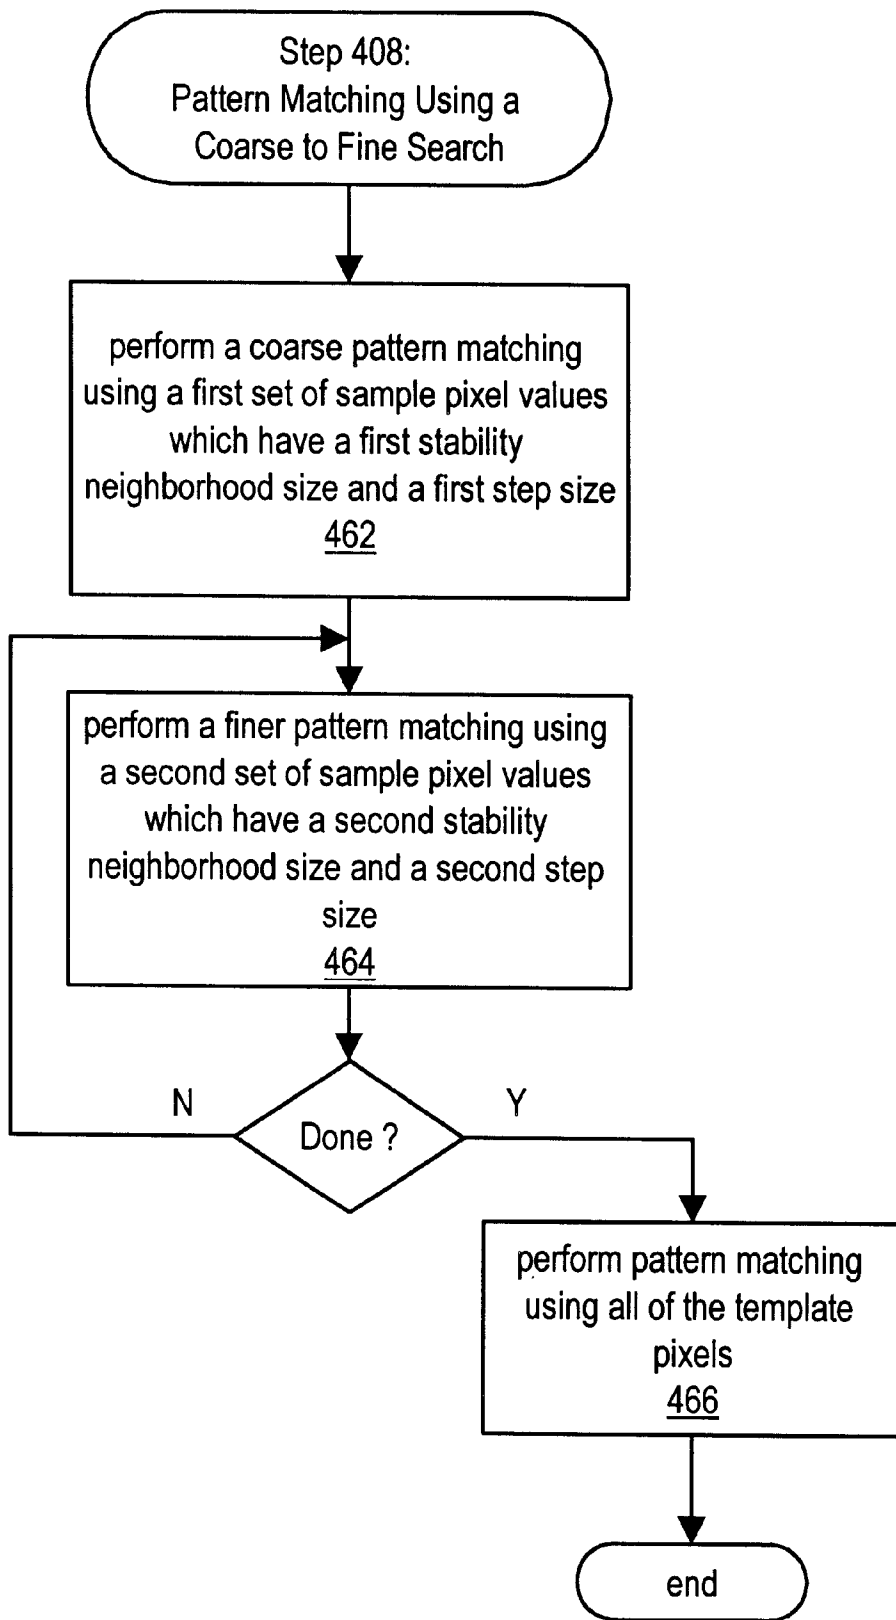 Step 408:
Pattern Matching Using a
Coarse to Fine Search
perform a coarse pattern matching
using a first set of sample pixel values
which have a first stability
neighborhood size and a first step size
462
perform a finer pattern matching using
a second set of sample pixel values
which have a second stability
neighborhood size and a second step
size
464
N
Y
Done ?
perform pattern matching
using all of the template
pixels
466
end